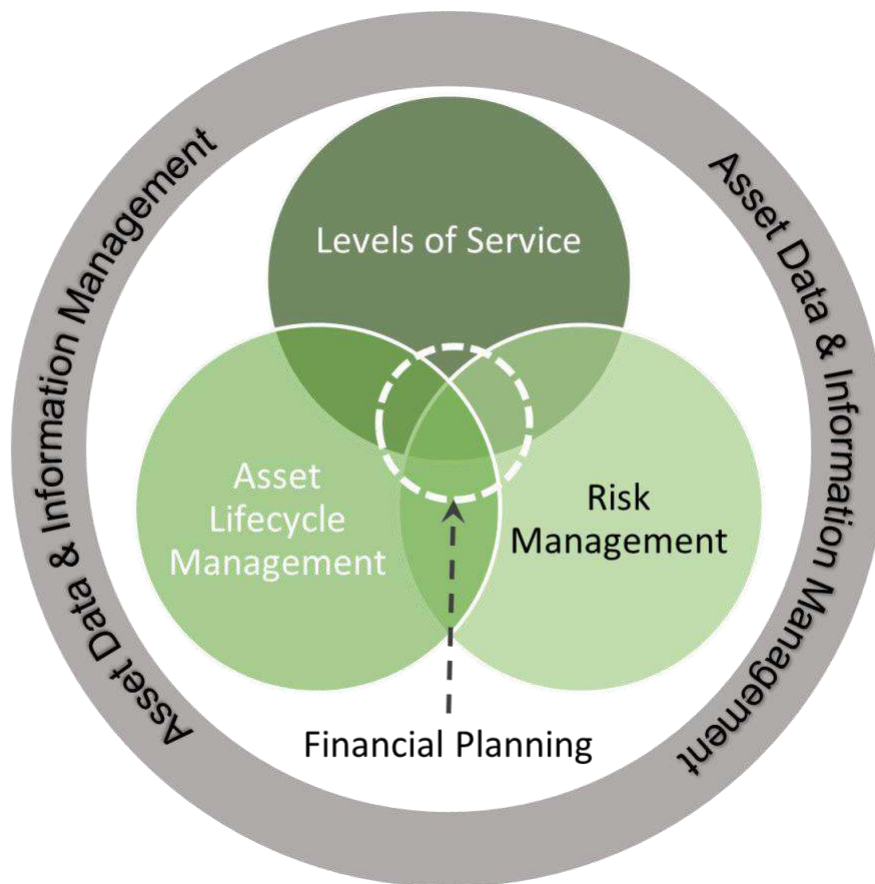 Asset Data & Information Management
Asset Data & Information Management
Levels of Service
Asset
Lifecycle
Management
Risk
Management
Financial Planning